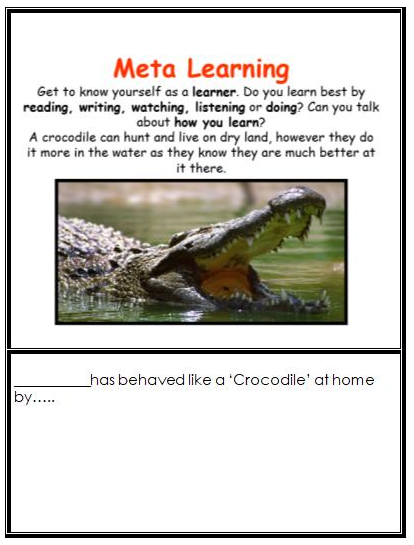 Meta Learning
Get to know yourself as a learner. Do you learn best by
reading, writing, watching, listening or doing? Can you talk
about how you learn?
A crocodile can hunt and live on dry land, however they do
it more in the water as they know they are much better at
it there.
__________has behaved like a ‘Crocodile’ at home
by…..